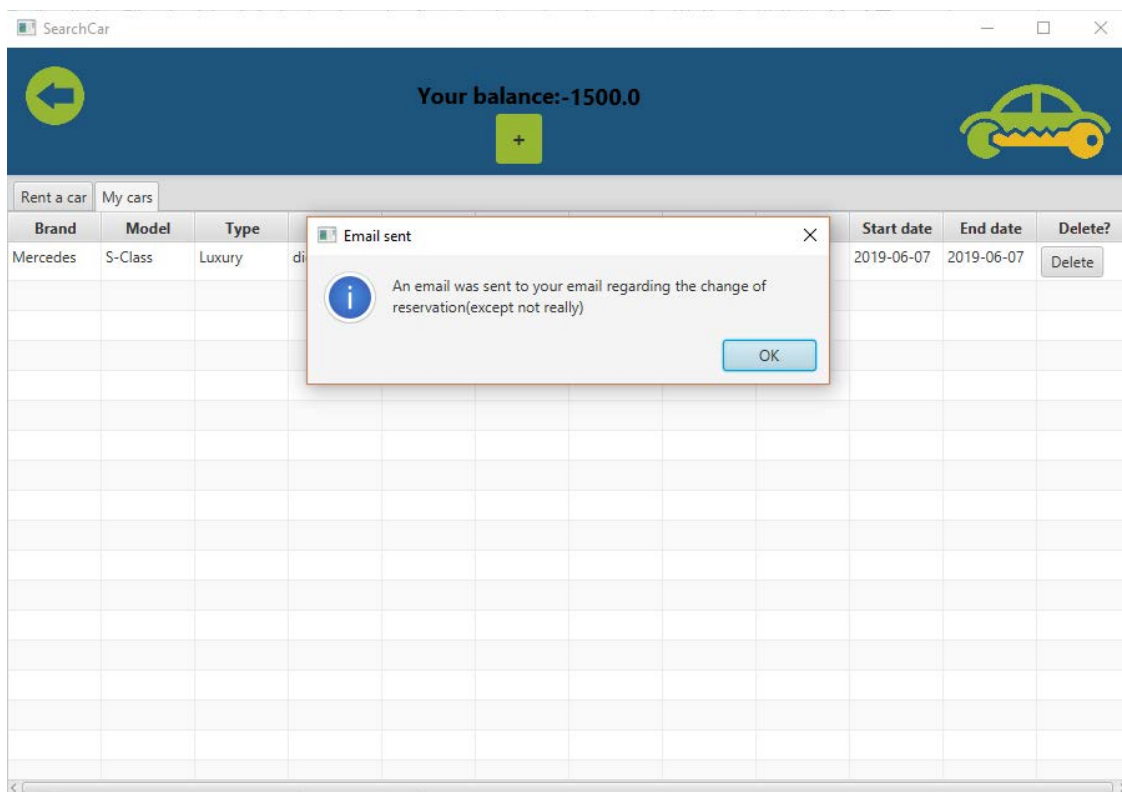 SearchCar
Your balance:-1500.0
+
Rent a car My cars
Brand Model Type Start date End date Delete?
Mercedes S-Class Luxury 2019-06-07 2019-06-07 Delete
Email sent
An email was sent to your email regarding the change of
reservation(except not really)
OK